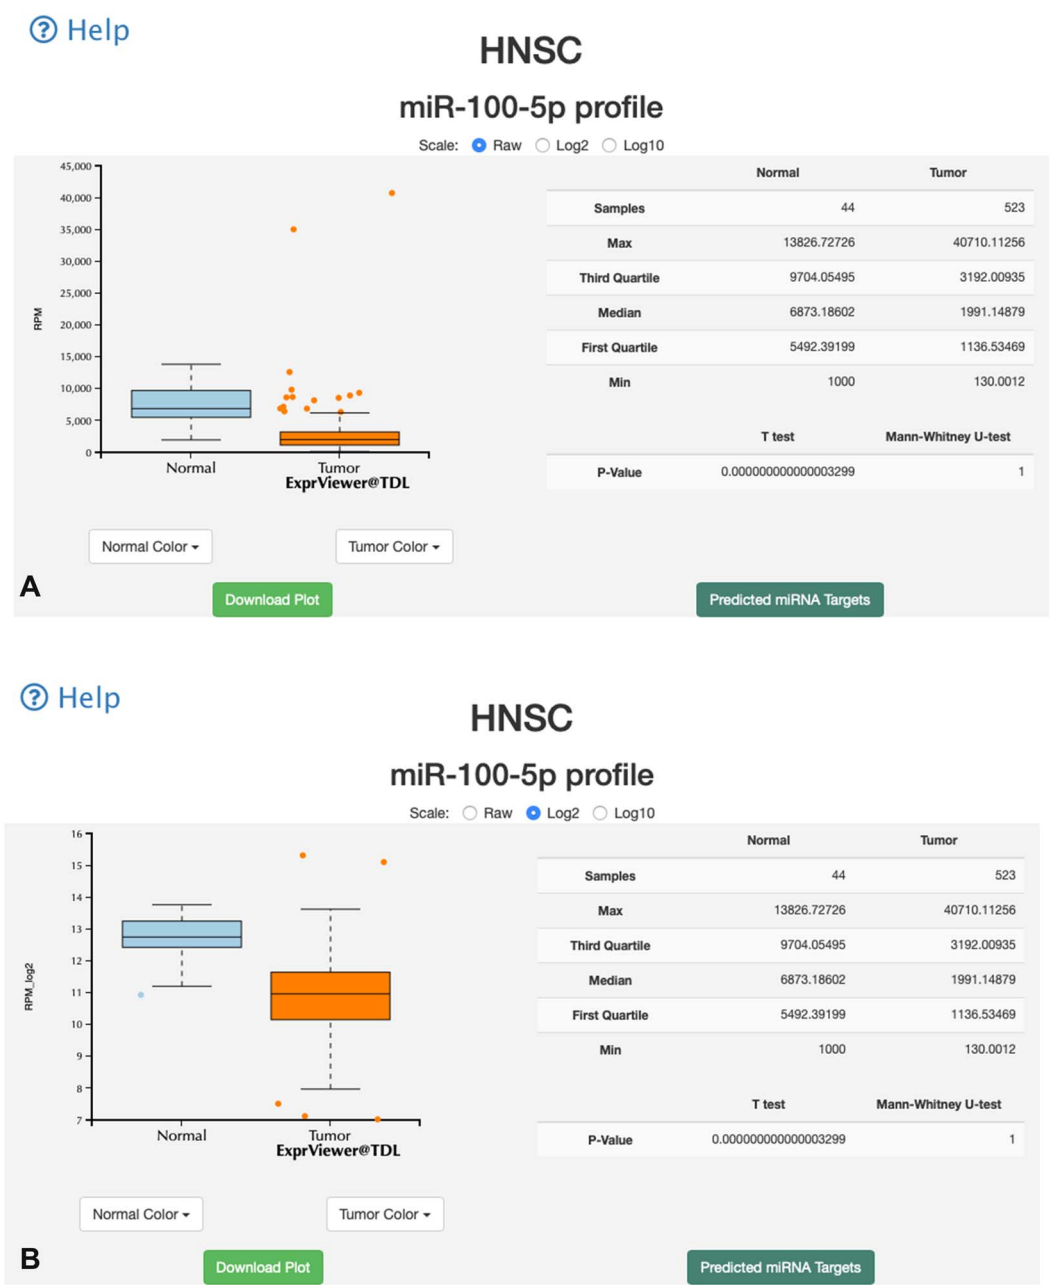 Help
HNSC
miR-100-5p profile
Scale: Raw Log2 Log10
45,000
40,000
35,000
30,000
25,000
20,000
15,000
10,000
5,000
0
RPM
Normal Tumor
ExprViewer@TDL
Normal Tumor
Samples 44 523
Max 13826.72726 40710.11256
Third Quartile 9704.05495 3192.00935
Median 6873.18602 1991.14879
First Quartile 5492.39199 1136.53469
Min 1000 130.0012
T test Mann-Whitney U-test
P-Value 0.000000000000003299 1
Normal Color Tumor Color
A
Download Plot Predicted miRNA Targets
Help
HNSC
miR-100-5p profile
Scale: Raw Log2 Log10
16
15
14
13
12
11
10
9
8
7
RPM_log2
Normal Tumor
ExprViewer@TDL
Normal Tumor
Samples 44 523
Max 13826.72726 40710.11256
Third Quartile 9704.05495 3192.00935
Median 6873.18602 1991.14879
First Quartile 5492.39199 1136.53469
Min 1000 130.0012
T test Mann-Whitney U-test
P-Value 0.000000000000003299 1
Normal Color Tumor Color
B
Download Plot Predicted miRNA Targets